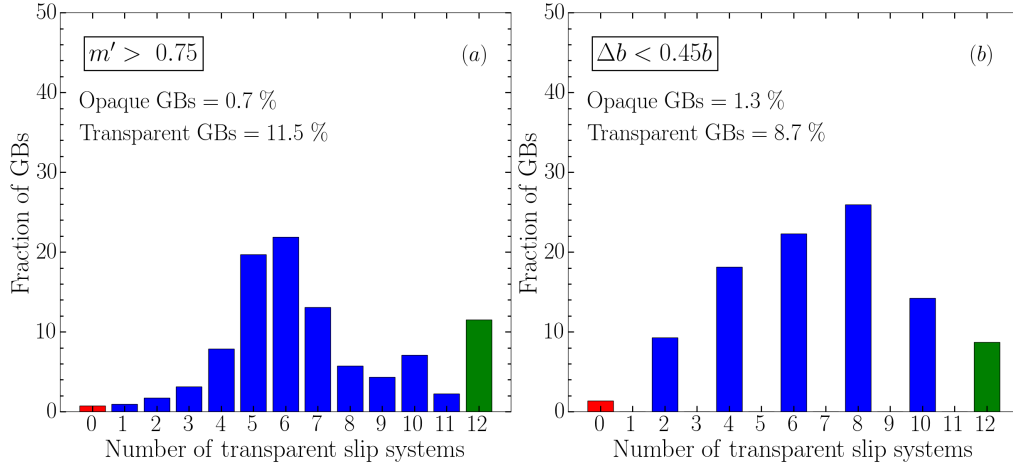 50
40
30
20
10
0
Fraction of GBs
m′ > 0.75
(a)
Opaque GBs = 0.7 %
Transparent GBs = 11.5 %
0 1 2 3 4 5 6 7 8 9 10 11 12
Number of transparent slip systems
50
40
30
20
10
0
Fraction of GBs
Δb < 0.45b
(b)
Opaque GBs = 1.3 %
Transparent GBs = 8.7 %
0 1 2 3 4 5 6 7 8 9 10 11 12
Number of transparent slip systems